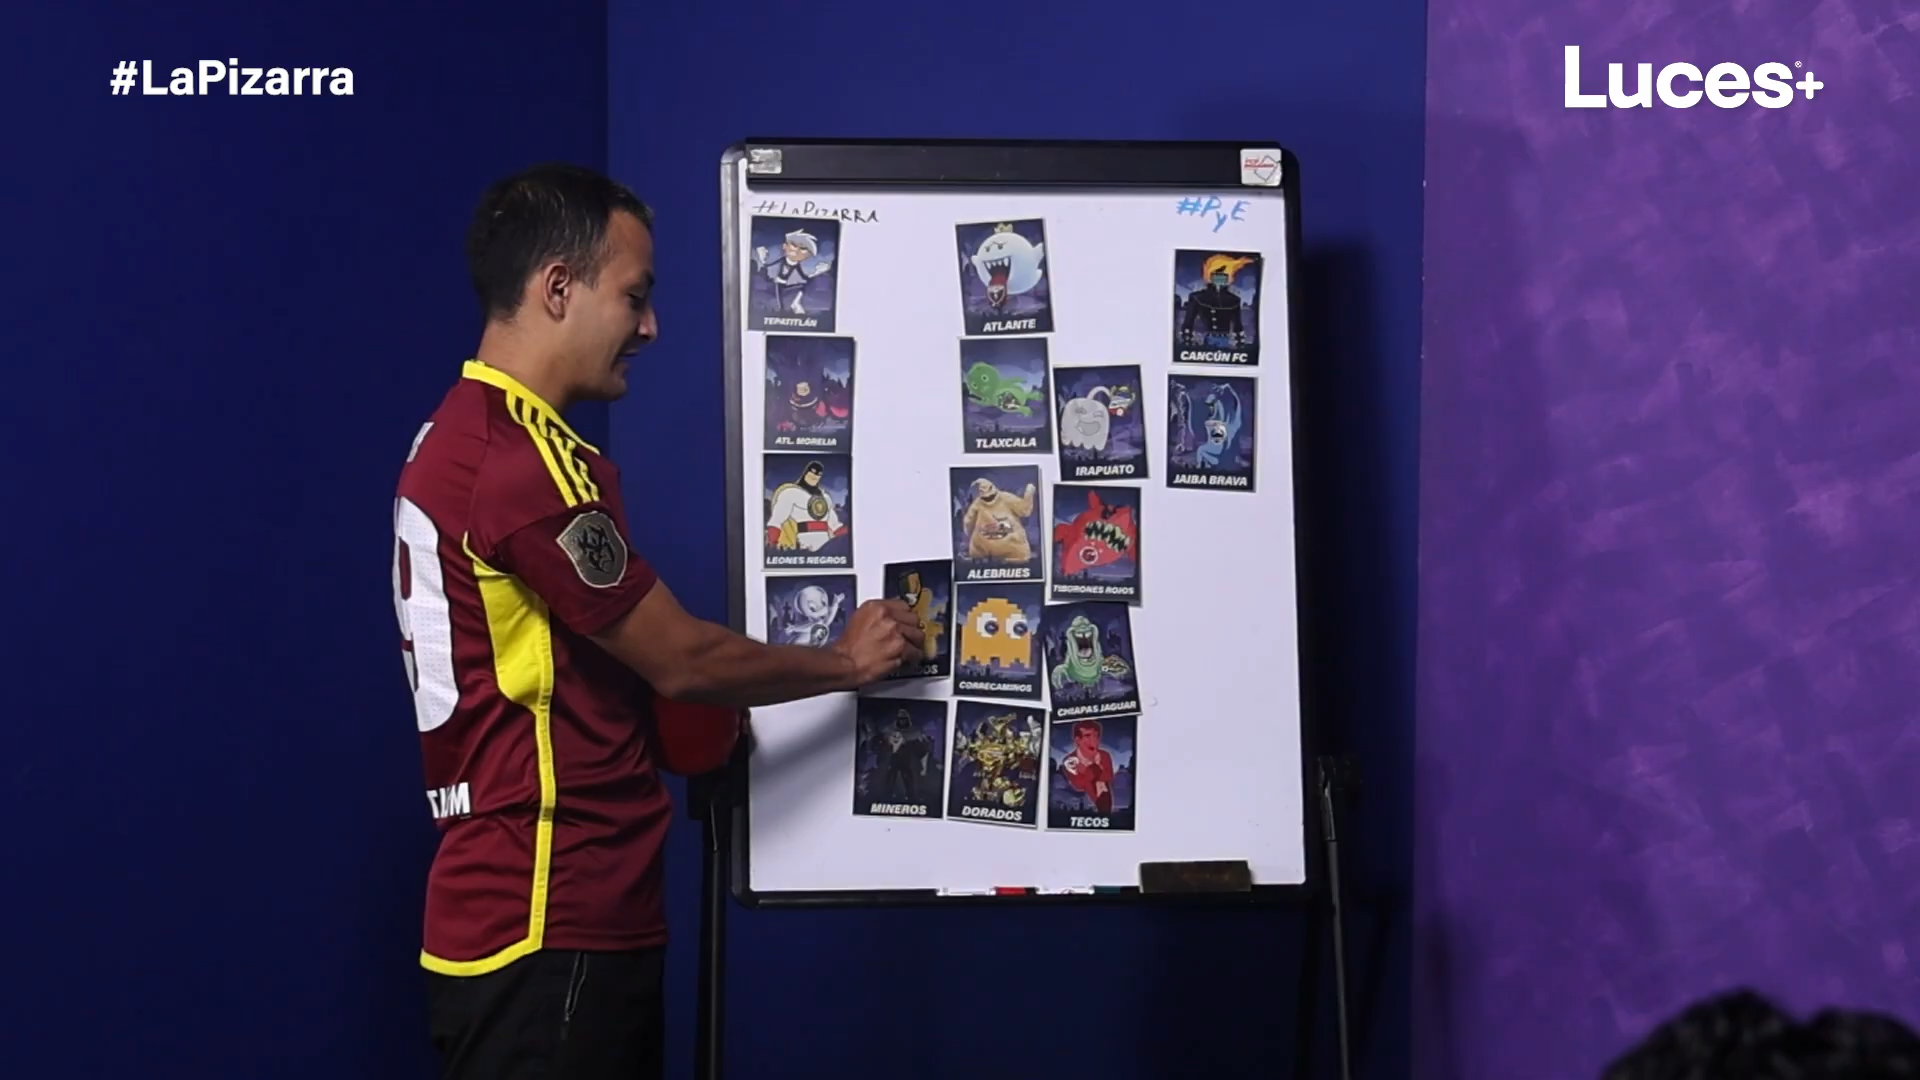 #LaPizarra
Luces+
#LaPIZARRA
#PyE
TEPATITLÁN
ATLANTE
CANCÚN FC
ATL. MORELIA
TLAXCALA
IRAPUATO
JAIBA BRAVA
LEONES NEGROS
ALEBRIJES
TIBURONES ROJOS
CORRECAMINOS
CHIAPAS JAGUAR
MINEROS
DORADOS
TECOS